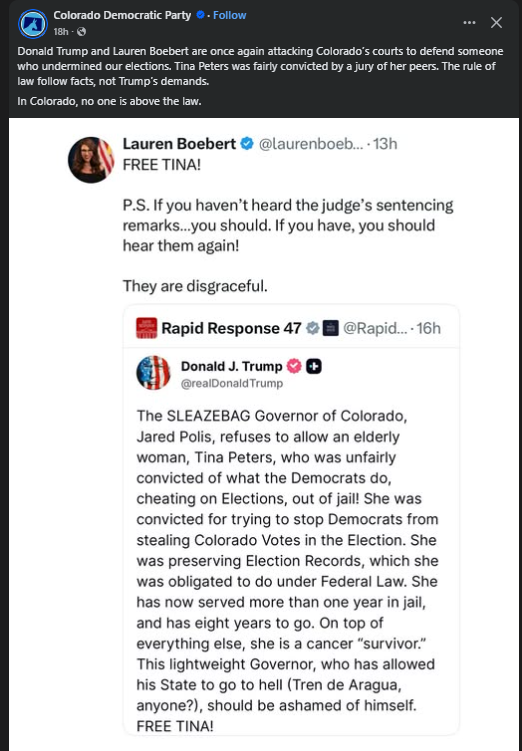 Colorado Democratic Party · Follow
18h ·
Donald Trump and Lauren Boebert are once again attacking Colorado's courts to defend someone
who undermined our elections. Tina Peters was fairly convicted by a jury of her peers. The rule of
law follow facts, not Trump's demands.
In Colorado, no one is above the law.
Lauren Boebert @laurenboeb... · 13h
FREE TINA!
P.S. If you haven't heard the judge's sentencing
remarks...you should. If you have, you should
hear them again!
They are disgraceful.
Rapid Response 47 @Rapid... · 16h
Donald J. Trump
@realDonaldTrump
The SLEAZEBAG Governor of Colorado,
Jared Polis, refuses to allow an elderly
woman, Tina Peters, who was unfairly
convicted of what the Democrats do,
cheating on Elections, out of jail! She was
convicted for trying to stop Democrats from
stealing Colorado Votes in the Election. She
was preserving Election Records, which she
was obligated to do under Federal Law. She
has now served more than one year in jail,
and has eight years to go. On top of
everything else, she is a cancer “survivor.”
This lightweight Governor, who has allowed
his State to go to hell (Tren de Aragua,
anyone?), should be ashamed of himself.
FREE TINA!